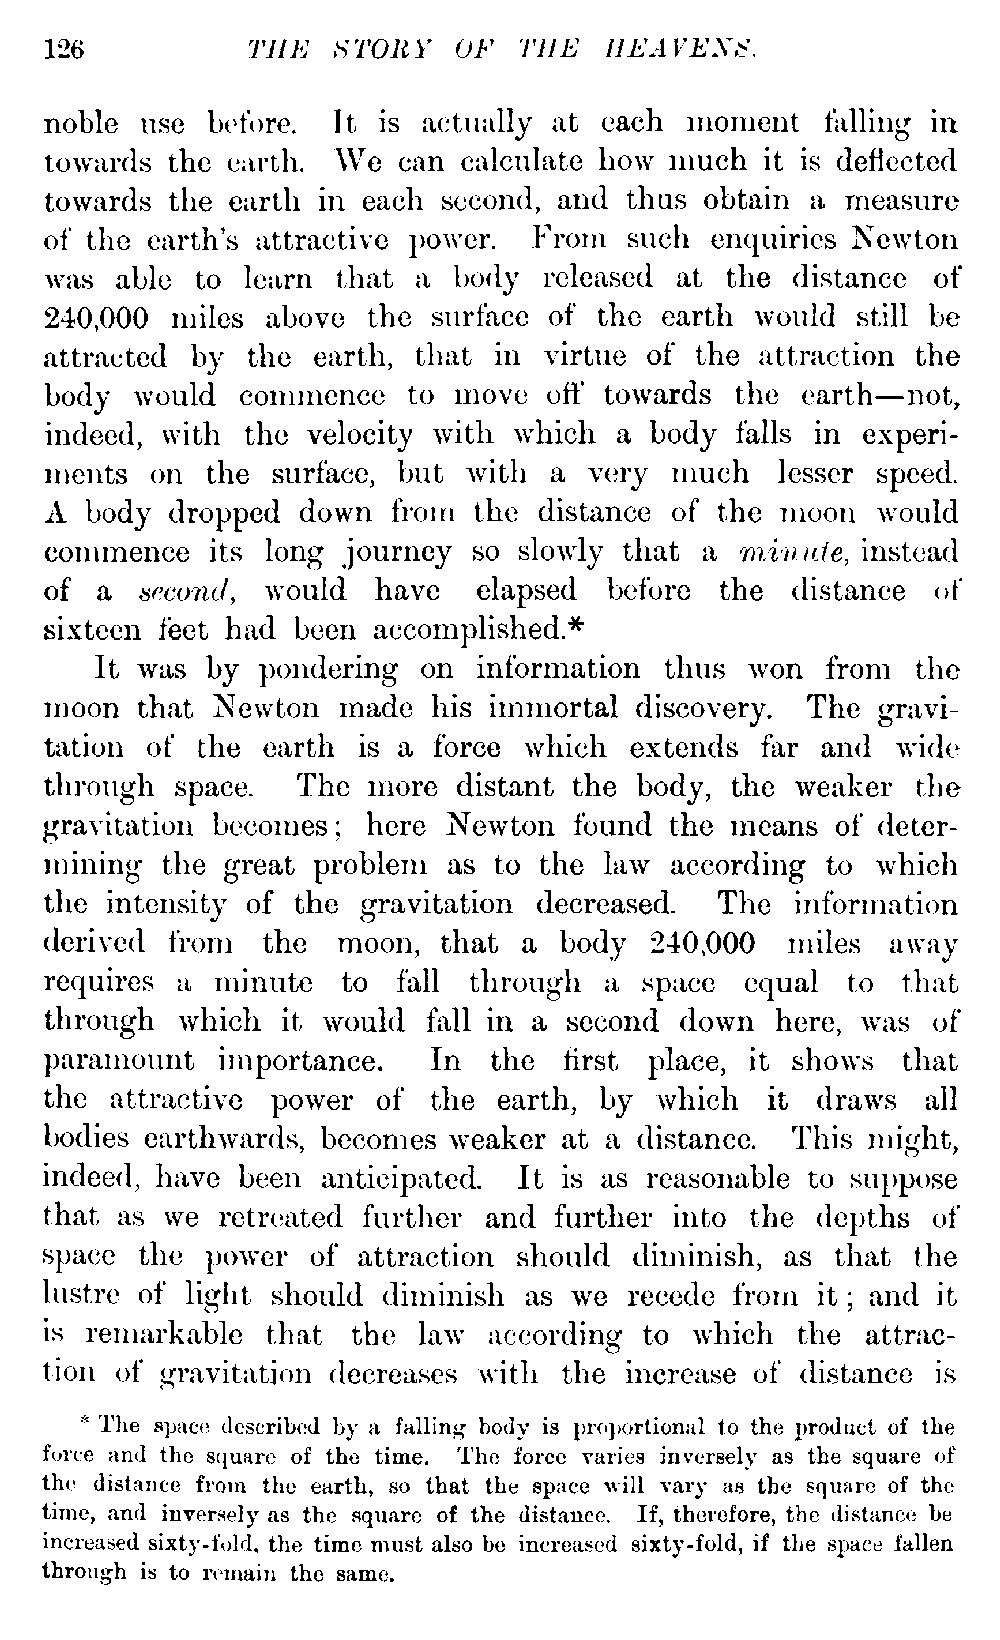 126 THE STORY OF THE HEAVENS.
noble use before. It is actually at each moment falling in
towards the earth. We can calculate how much it is deflected
towards the earth in each second, and thus obtain a measure
of the earth's attractive power. From such enquiries Newton
was able to learn that a body released at the distance of
240,000 miles above the surface of the earth would still be
attracted by the earth, that in virtue of the attraction the
body would commence to move off towards the earth—not,
indeed, with the velocity with which a body falls in experi-
ments on the surface, but with a very much lesser speed.
A body dropped down from the distance of the moon would
commence its long journey so slowly that a minute, instead
of a second, would have elapsed before the distance of
sixteen feet had been accomplished.*
It was by pondering on information thus won from the
moon that Newton made his immortal discovery. The gravi-
tation of the earth is a force which extends far and wide
through space. The more distant the body, the weaker the
gravitation becomes; here Newton found the means of deter-
mining the great problem as to the law according to which
the intensity of the gravitation decreased. The information
derived from the moon, that a body 240,000 miles away
requires a minute to fall through a space equal to that
through which it would fall in a second down here, was of
paramount importance. In the first place, it shows that
the attractive power of the earth, by which it draws all
bodies earthwards, becomes weaker at a distance. This might,
indeed, have been anticipated. It is as reasonable to suppose
that as we retreated further and further into the depths of
space the power of attraction should diminish, as that the
lustre of light should diminish as we recede from it; and it
is remarkable that the law according to which the attrac-
tion of gravitation decreases with the increase of distance is
* The space described by a falling body is proportional to the product of the
force and the square of the time. The force varies inversely as the square of
the distance from the earth, so that the space will vary as the square of the
time, and inversely as the square of the distance. If, therefore, the distance be
increased sixty-fold, the time must also be increased sixty-fold, if the space fallen
through is to remain the same.